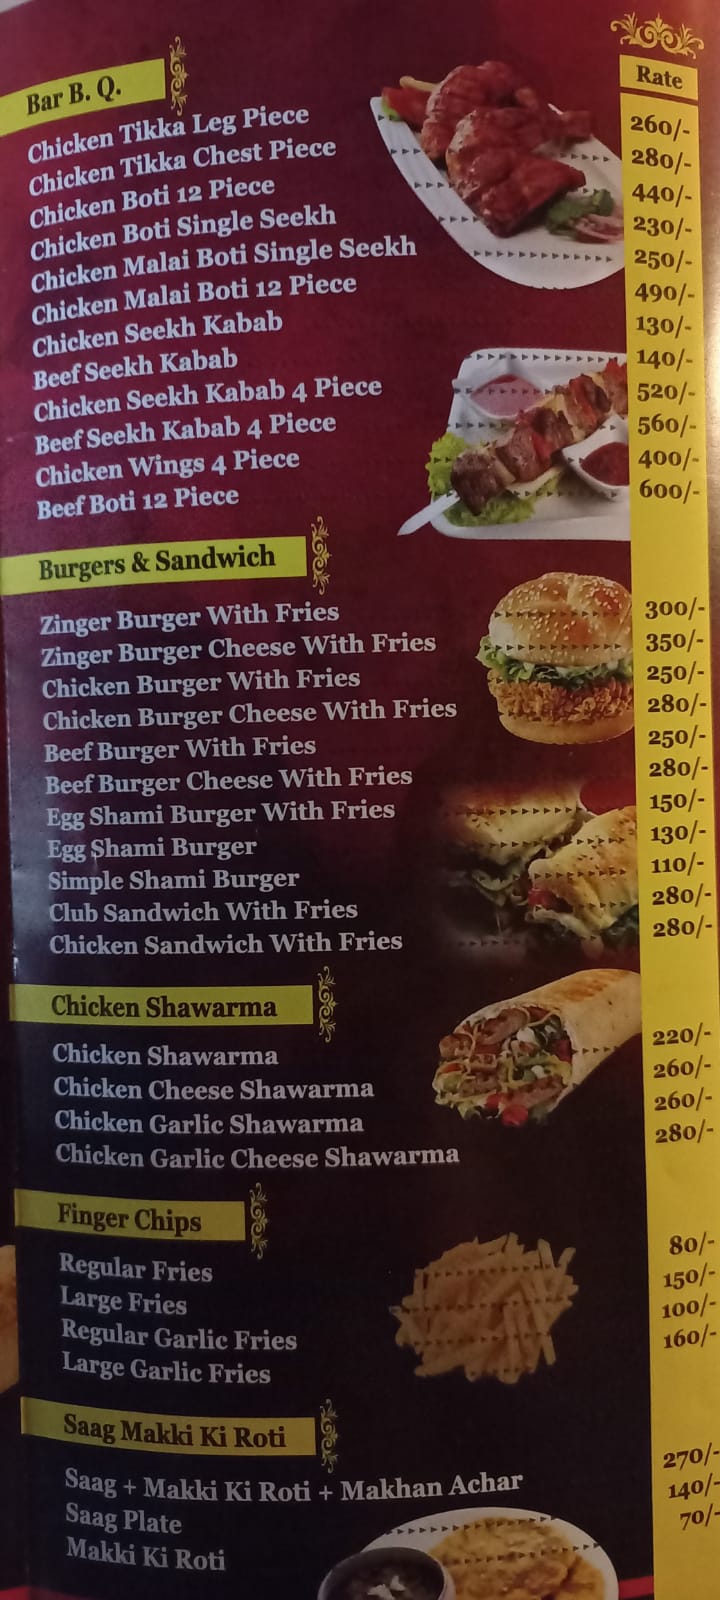 Rate
Bar B. Q.
Chicken Tikka Leg Piece 260/-
Chicken Tikka Chest Piece 280/-
Chicken Boti 12 Piece 440/-
Chicken Boti Single Seekh 230/-
Chicken Malai Boti Single Seekh 250/-
Chicken Malai Boti 12 Piece 490/-
Chicken Seekh Kabab 130/-
Beef Seekh Kabab 140/-
Chicken Seekh Kabab 4 Piece 520/-
Beef Seekh Kabab 4 Piece 560/-
Chicken Wings 4 Piece 400/-
Beef Boti 12 Piece 600/-
Burgers & Sandwich
Zinger Burger With Fries 300/-
Zinger Burger Cheese With Fries 350/-
Chicken Burger With Fries 250/-
Chicken Burger Cheese With Fries 280/-
Beef Burger With Fries 250/-
Beef Burger Cheese With Fries 280/-
Egg Shami Burger With Fries 150/-
Egg Shami Burger 130/-
Simple Shami Burger 110/-
Club Sandwich With Fries 280/-
Chicken Sandwich With Fries 280/-
Chicken Shawarma
Chicken Shawarma 220/-
Chicken Cheese Shawarma 260/-
Chicken Garlic Shawarma 260/-
Chicken Garlic Cheese Shawarma 280/-
Finger Chips
Regular Fries 80/-
Large Fries 150/-
Regular Garlic Fries 100/-
Large Garlic Fries 160/-
Saag Makki Ki Roti
Saag + Makki Ki Roti + Makhan Achar 270/-
Saag Plate 140/-
Makki Ki Roti 70/-